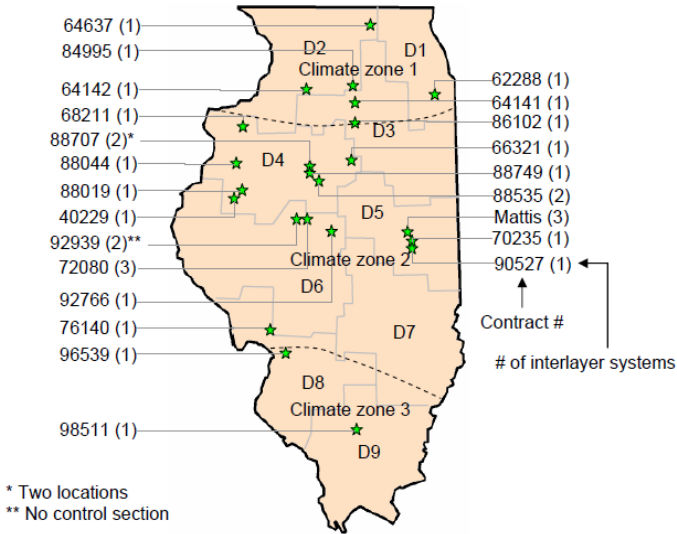 64637 (1)
84995 (1)
64142 (1)
68211 (1)
88707 (2)*
88044 (1)
88019 (1)
40229 (1)
92939 (2)**
72080 (3)
92766 (1)
76140 (1)
96539 (1)
98511 (1)
D2
D1
Climate zone 1
D3
D4
D5
Climate zone 2
D6
D7
D8
Climate zone 3
D9
62288 (1)
64141 (1)
86102 (1)
66321 (1)
88749 (1)
88535 (2)
Mattis (3)
70235 (1)
90527 (1)
Contract #
# of interlayer systems
* Two locations
** No control section